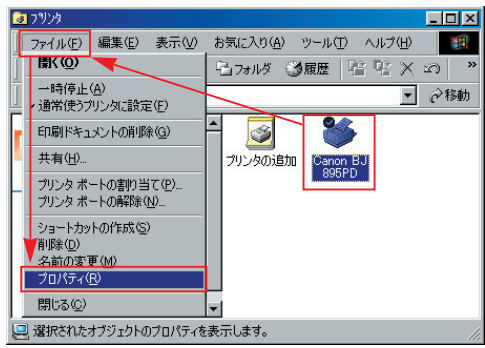 プリンタ
ファイル(F) 編集(E) 表示(V) お気に入り(A) ツール(T) ヘルプ(H)
開く(O)
フォルダ 履歴 »
一時停止(A)
通常使うプリンタに設定(F)
移動
印刷ドキュメントの削除(G)
共有(H)...
プリンタ ポートの割り当て(P)...
プリンタ ポートの解除(N)...
ショートカットの作成(S)
削除(D)
名前の変更(M)
プロパティ(R)
閉じる(C)
プリンタの追加
Canon BJ
895PD
選択されたオブジェクトのプロパティを表示します。